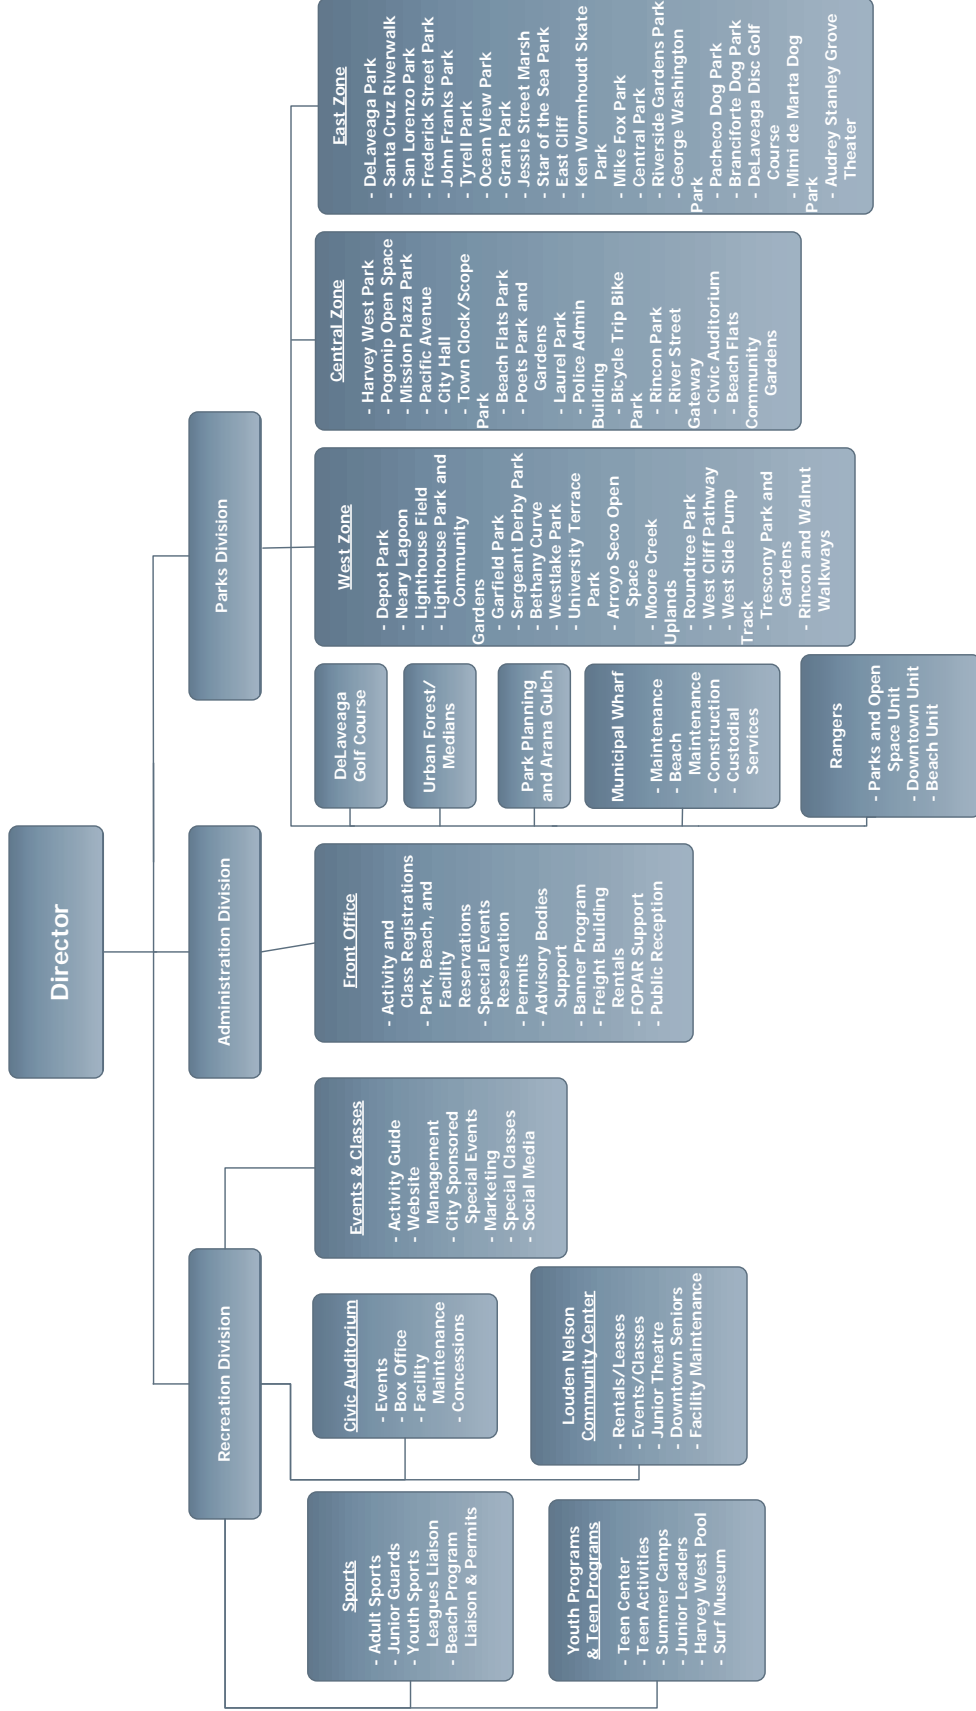 Director
Recreation Division
Administration Division
Parks Division
Sports
- Adult Sports
- Junior Guards
- Youth Sports
Leagues Liaison
- Beach Program
Liaison & Permits
Youth Programs
& Teen Programs
- Teen Center
- Teen Activities
- Summer Camps
- Junior Leaders
- Harvey West Pool
- Surf Museum
Civic Auditorium
- Events
- Box Office
- Facility
Maintenance
- Concessions
Louden Nelson
Community Center
- Rentals/Leases
- Events/Classes
- Junior Theatre
- Downtown Seniors
- Facility Maintenance
Events & Classes
- Activity Guide
- Website
Management
- City Sponsored
Special Events
- Marketing
- Special Classes
- Social Media
Front Office
- Activity and
Class Registrations
- Park, Beach, and
Facility
Reservations
- Special Events
Reservation
- Permits
- Advisory Bodies
Support
- Banner Program
- Freight Building
Rentals
- FOPAR Support
- Public Reception
DeLaveaga
Golf Course
Urban Forest/
Medians
Park Planning
and Arana Gulch
Municipal Wharf
- Maintenance
- Beach
Maintenance
- Construction
- Custodial
Services
Rangers
- Parks and Open
Space Unit
- Downtown Unit
- Beach Unit
West Zone
- Depot Park
- Neary Lagoon
- Lighthouse Field
- Lighthouse Park and
Community
Gardens
- Garfield Park
- Sergeant Derby Park
- Bethany Curve
- Westlake Park
- University Terrace
Park
- Arroyo Seco Open
Space
- Moore Creek
Uplands
- Roundtree Park
- West Cliff Pathway
- West Side Pump
Track
- Trescony Park and
Gardens
- Rincon and Walnut
Walkways
Central Zone
- Harvey West Park
- Pogonip Open Space
- Mission Plaza Park
- Pacific Avenue
- City Hall
- Town Clock/Scope
Park
- Beach Flats Park
- Poets Park and
Gardens
- Laurel Park
- Police Admin
Building
- Bicycle Trip Bike
Park
- Rincon Park
- River Street
Gateway
- Civic Auditorium
- Beach Flats
Community
Gardens
East Zone
- DeLaveaga Park
- Santa Cruz Riverwalk
- San Lorenzo Park
- Frederick Street Park
- John Franks Park
- Tyrell Park
- Ocean View Park
- Grant Park
- Jessie Street Marsh
- Star of the Sea Park
- East Cliff
- Ken Wormhoudt Skate
Park
- Mike Fox Park
- Central Park
- Riverside Gardens Park
- George Washington
Park
- Pacheco Dog Park
- Branciforte Dog Park
- DeLaveaga Disc Golf
Course
- Mimi de Marta Dog
Park
- Audrey Stanley Grove
Theater